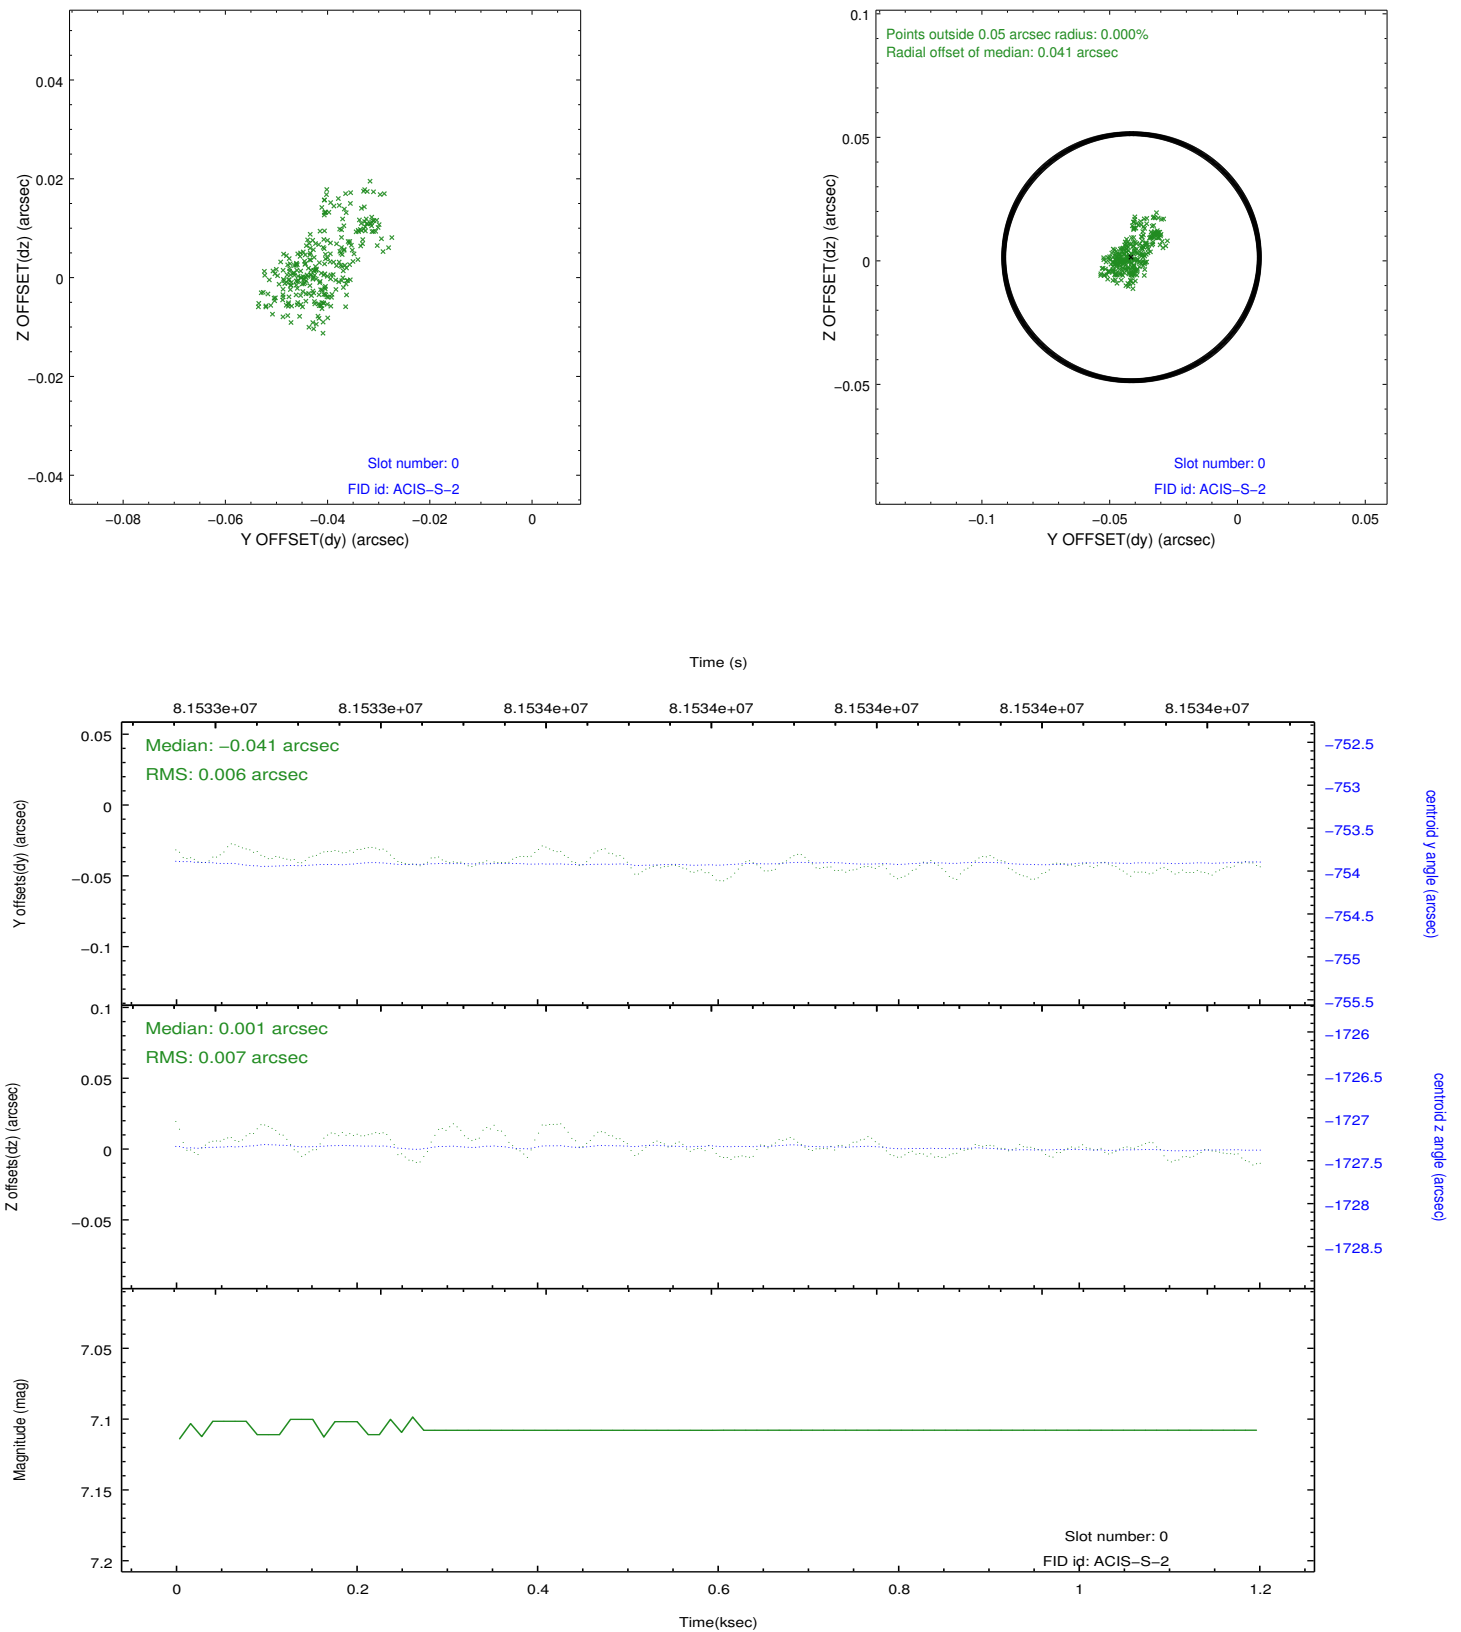 0.04
0.02
0
−0.02
−0.04
Z OFFSET(dz) (arcsec)
Slot number: 0
FID id: ACIS−S−2
−0.08
−0.06
−0.04
−0.02
0
Y OFFSET(dy) (arcsec)
0.1
0.05
0
−0.05
Z OFFSET(dz) (arcsec)
Points outside 0.05 arcsec radius: 0.000%
Radial offset of median: 0.041 arcsec
Slot number: 0
FID id: ACIS−S−2
−0.1
−0.05
0
0.05
Y OFFSET(dy) (arcsec)
Time (s)
8.1533e+07
8.1533e+07
8.1534e+07
8.1534e+07
8.1534e+07
8.1534e+07
8.1534e+07
0.05
0
−0.05
−0.1
Y offsets(dy) (arcsec)
Median: −0.041 arcsec
RMS: 0.006 arcsec
−752.5
−753
−753.5
−754
−754.5
−755
−755.5
centroid y angle (arcsec)
0.1
0.05
0
−0.05
Z offsets(dz) (arcsec)
Median: 0.001 arcsec
RMS: 0.007 arcsec
−1726
−1726.5
−1727
−1727.5
−1728
−1728.5
centroid z angle (arcsec)
7.05
7.1
7.15
7.2
Magnitude (mag)
Slot number: 0
FID id: ACIS−S−2
0
0.2
0.4
0.6
0.8
1
1.2
Time(ksec)